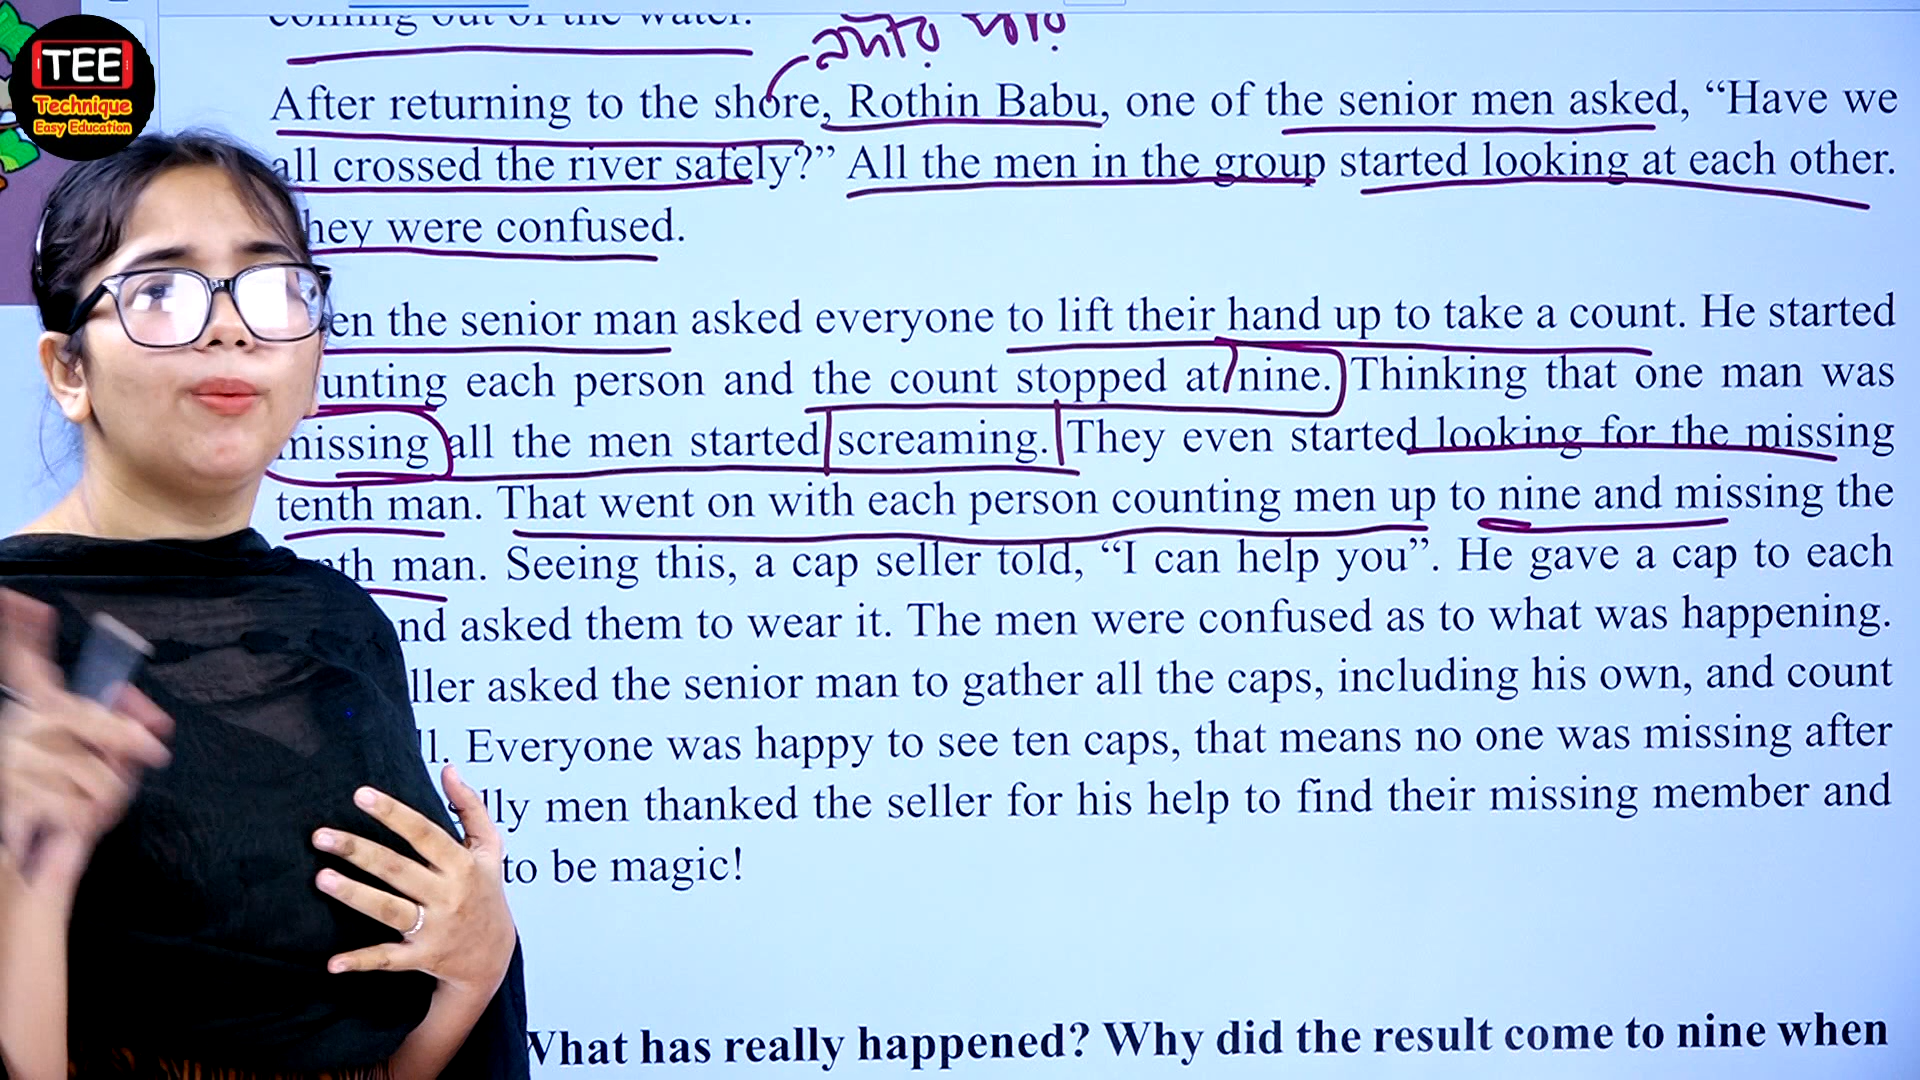 TEE
Technique
Easy Education
coming out of the water.
After returning to the shore, Rothin Babu, one of the senior men asked, “Have we
all crossed the river safely?” All the men in the group started looking at each other.
hey were confused.
en the senior man asked everyone to lift their hand up to take a count. He started
unting each person and the count stopped at nine. Thinking that one man was
missing all the men started screaming. They even started looking for the missing
tenth man. That went on with each person counting men up to nine and missing the
th man. Seeing this, a cap seller told, “I can help you”. He gave a cap to each
nd asked them to wear it. The men were confused as to what was happening.
ller asked the senior man to gather all the caps, including his own, and count
l. Everyone was happy to see ten caps, that means no one was missing after
lly men thanked the seller for his help to find their missing member and
to be magic!
What has really happened? Why did the result come to nine when